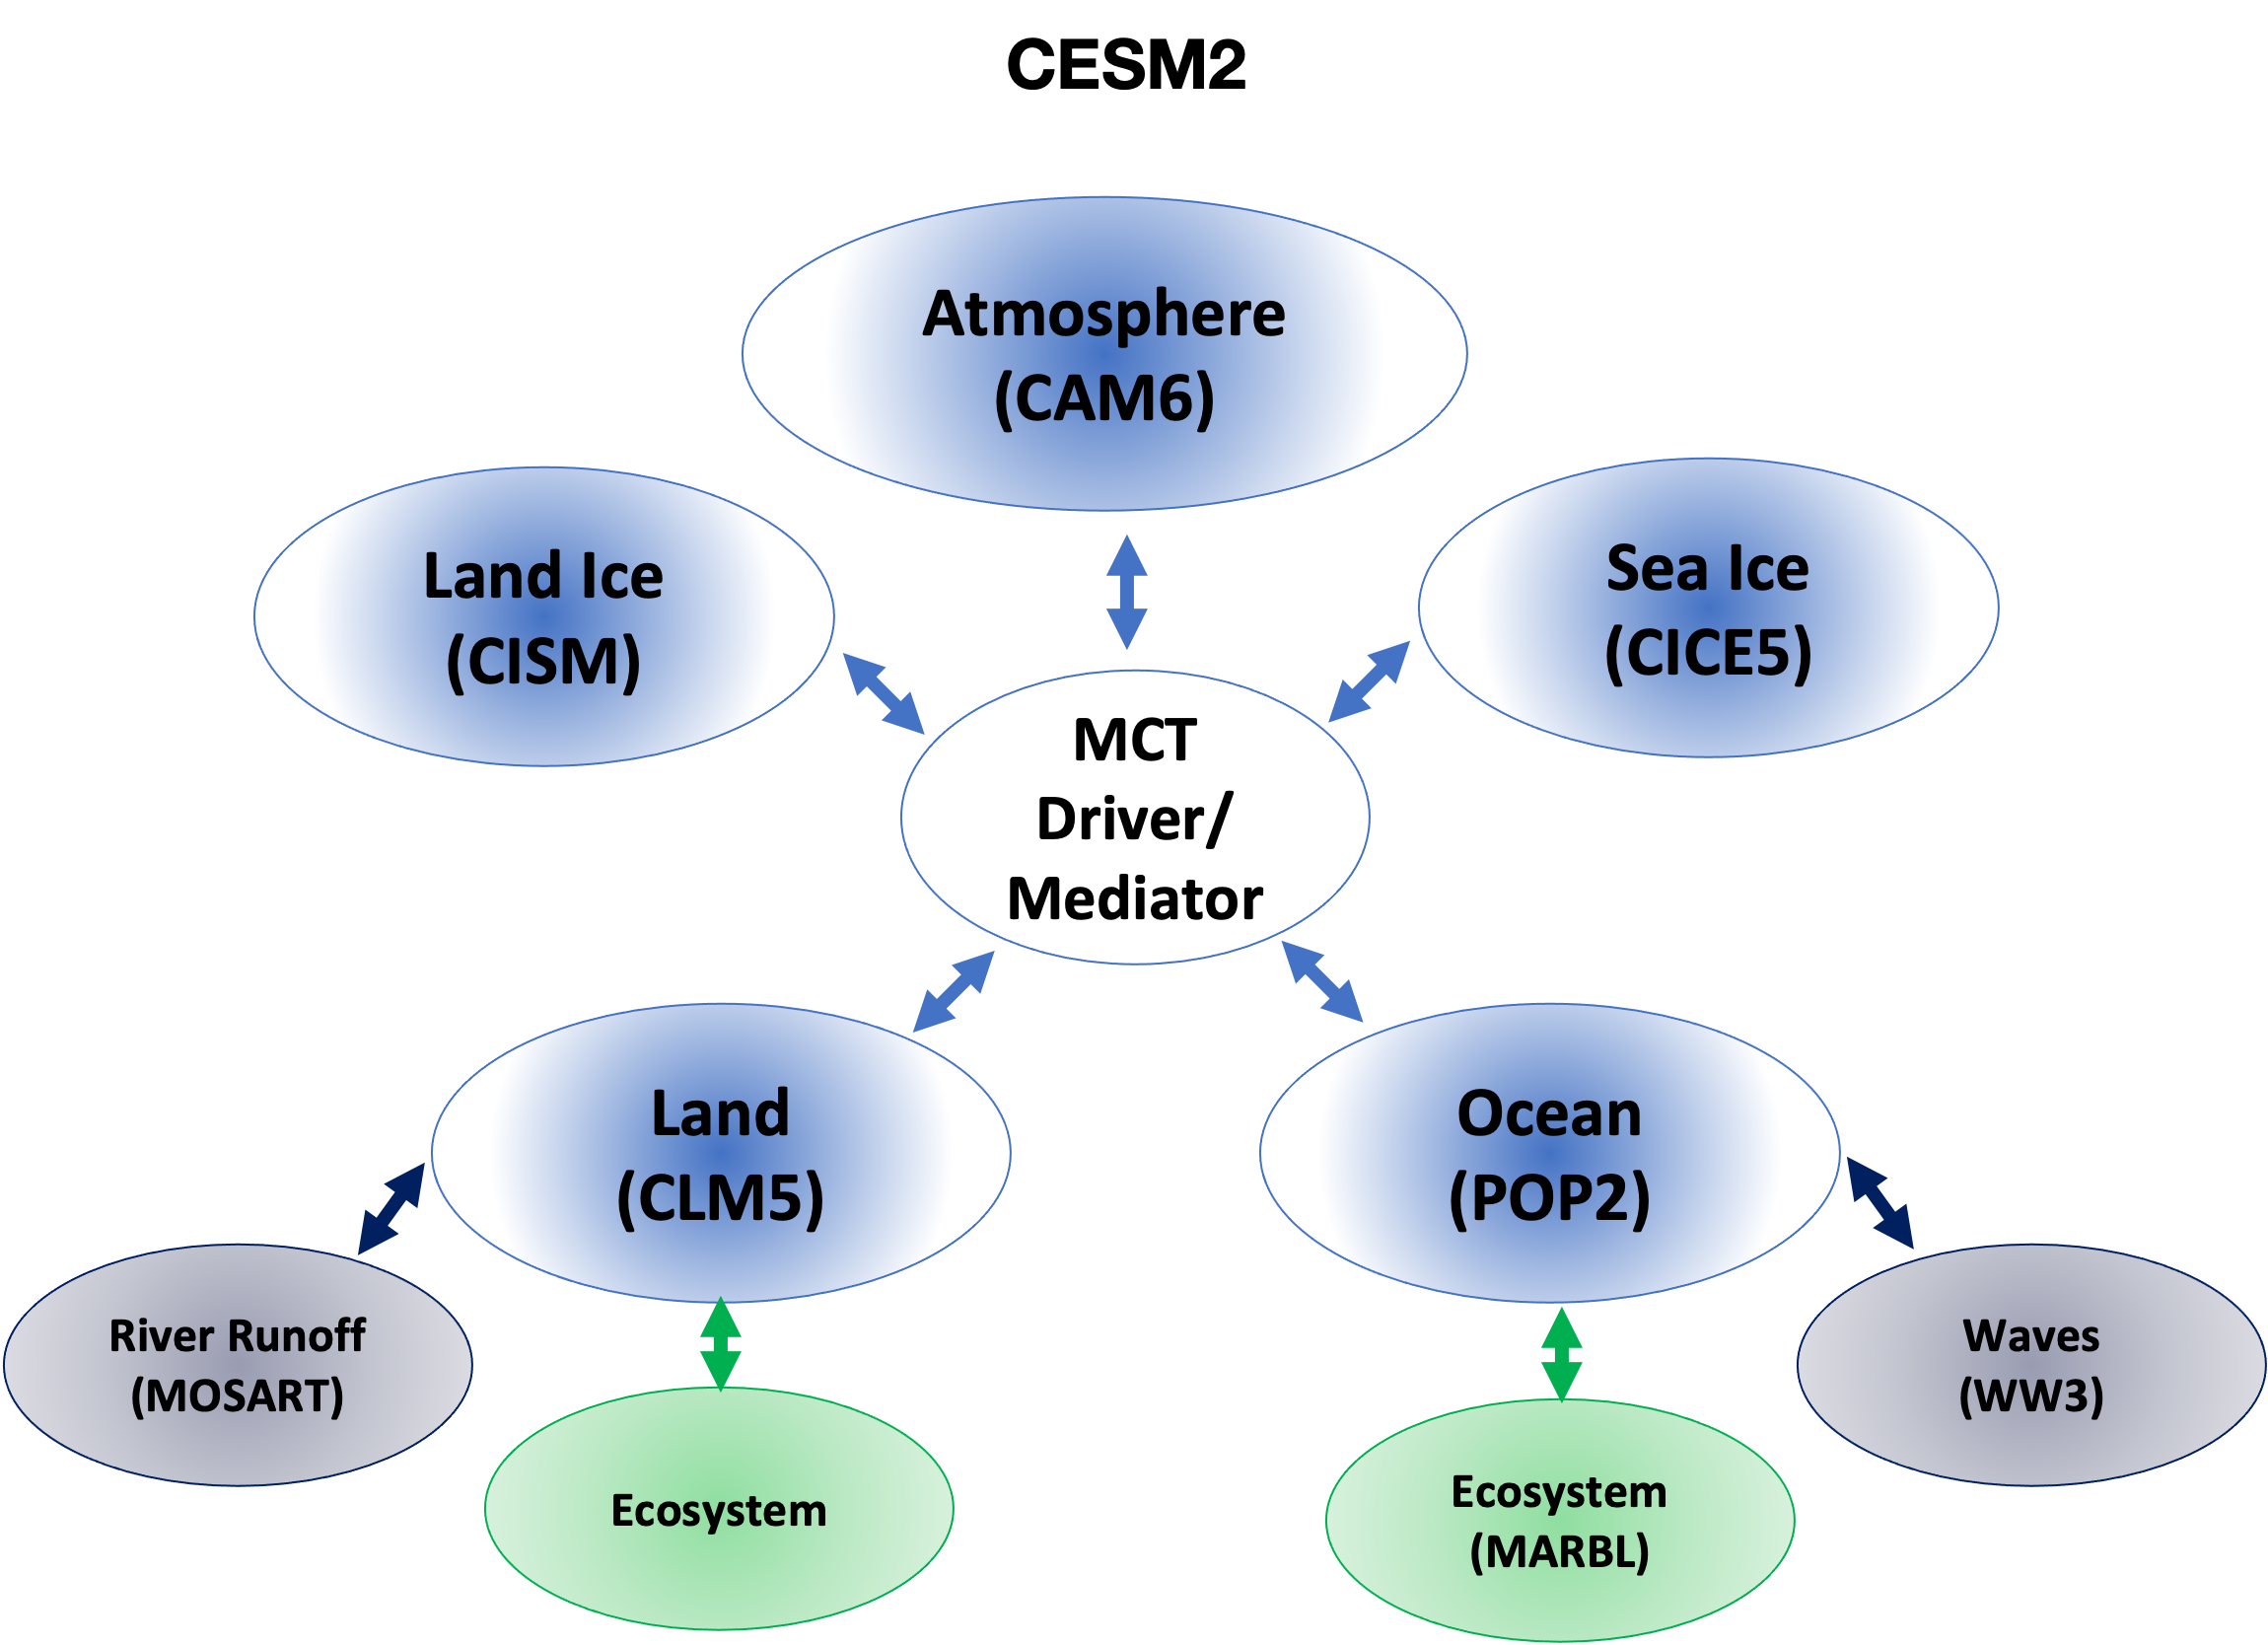 CESM2
Atmosphere
(CAM6)
Land Ice
(CISM)
Sea Ice
(CICE5)
MCT
Driver/
Mediator
Land
(CLM5)
Ocean
(POP2)
River Runoff
(MOSART)
Waves
(WW3)
Ecosystem
Ecosystem
(MARBL)